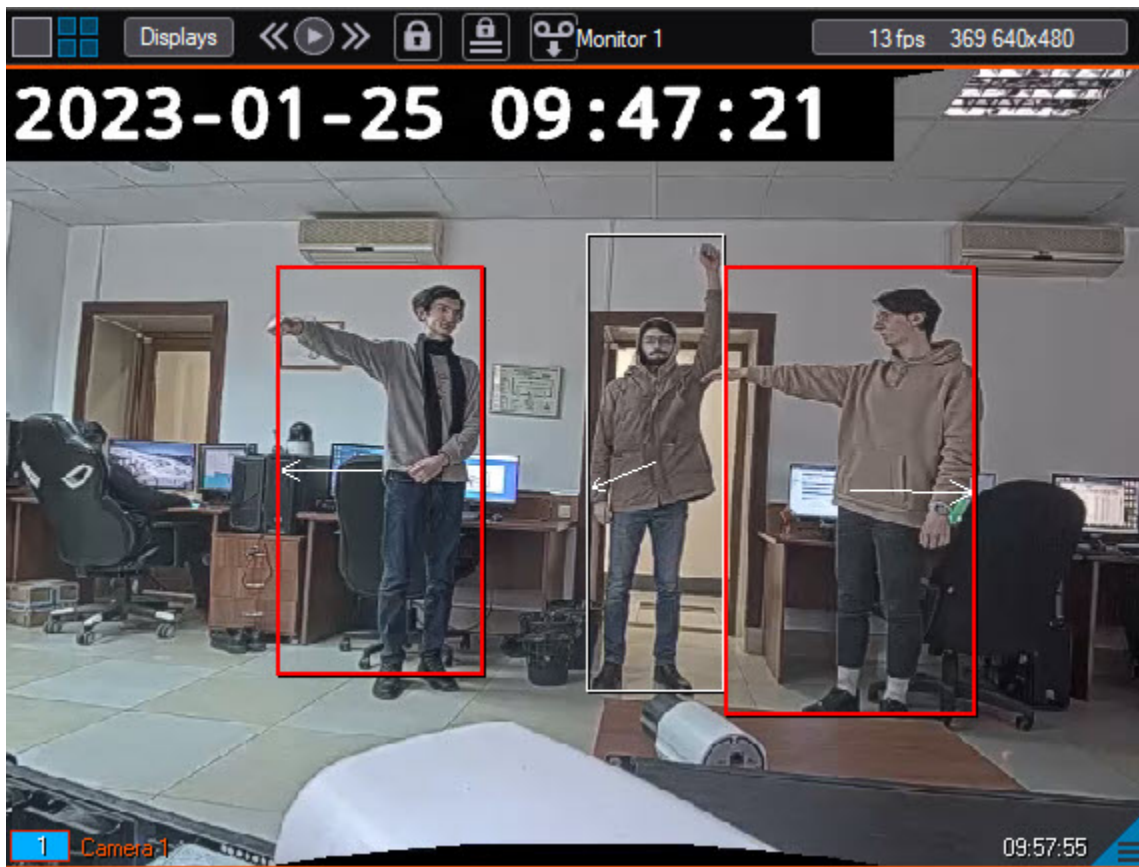 Displays
Monitor 1
13 fps 369 640x480
2023-01-25 09:47:21
1 Camera 1
09:57:55